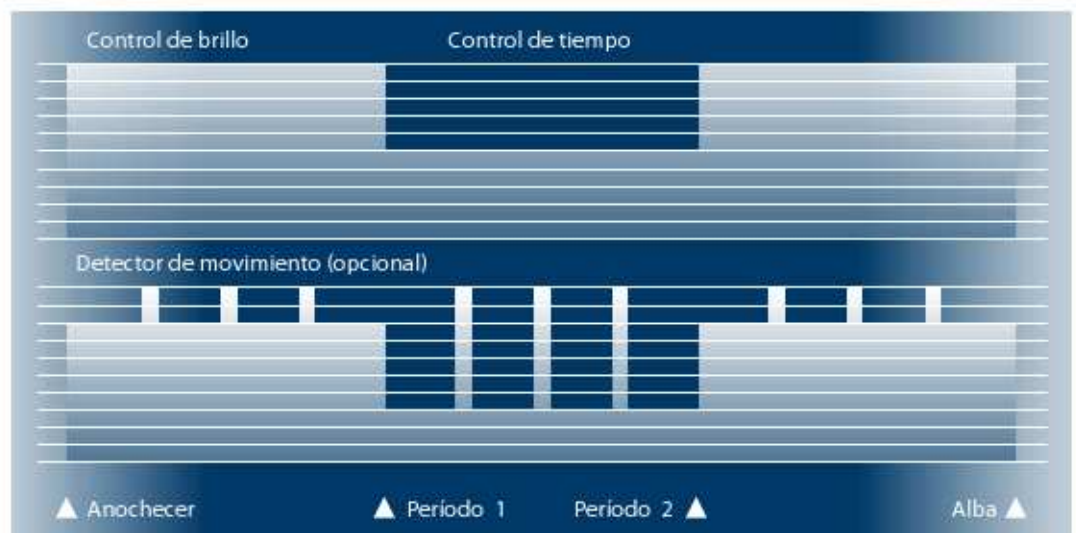 Control de brillo Control de tiempo
Detector de movimiento (opcional)
Anochecer Período 1 Período 2 Alba